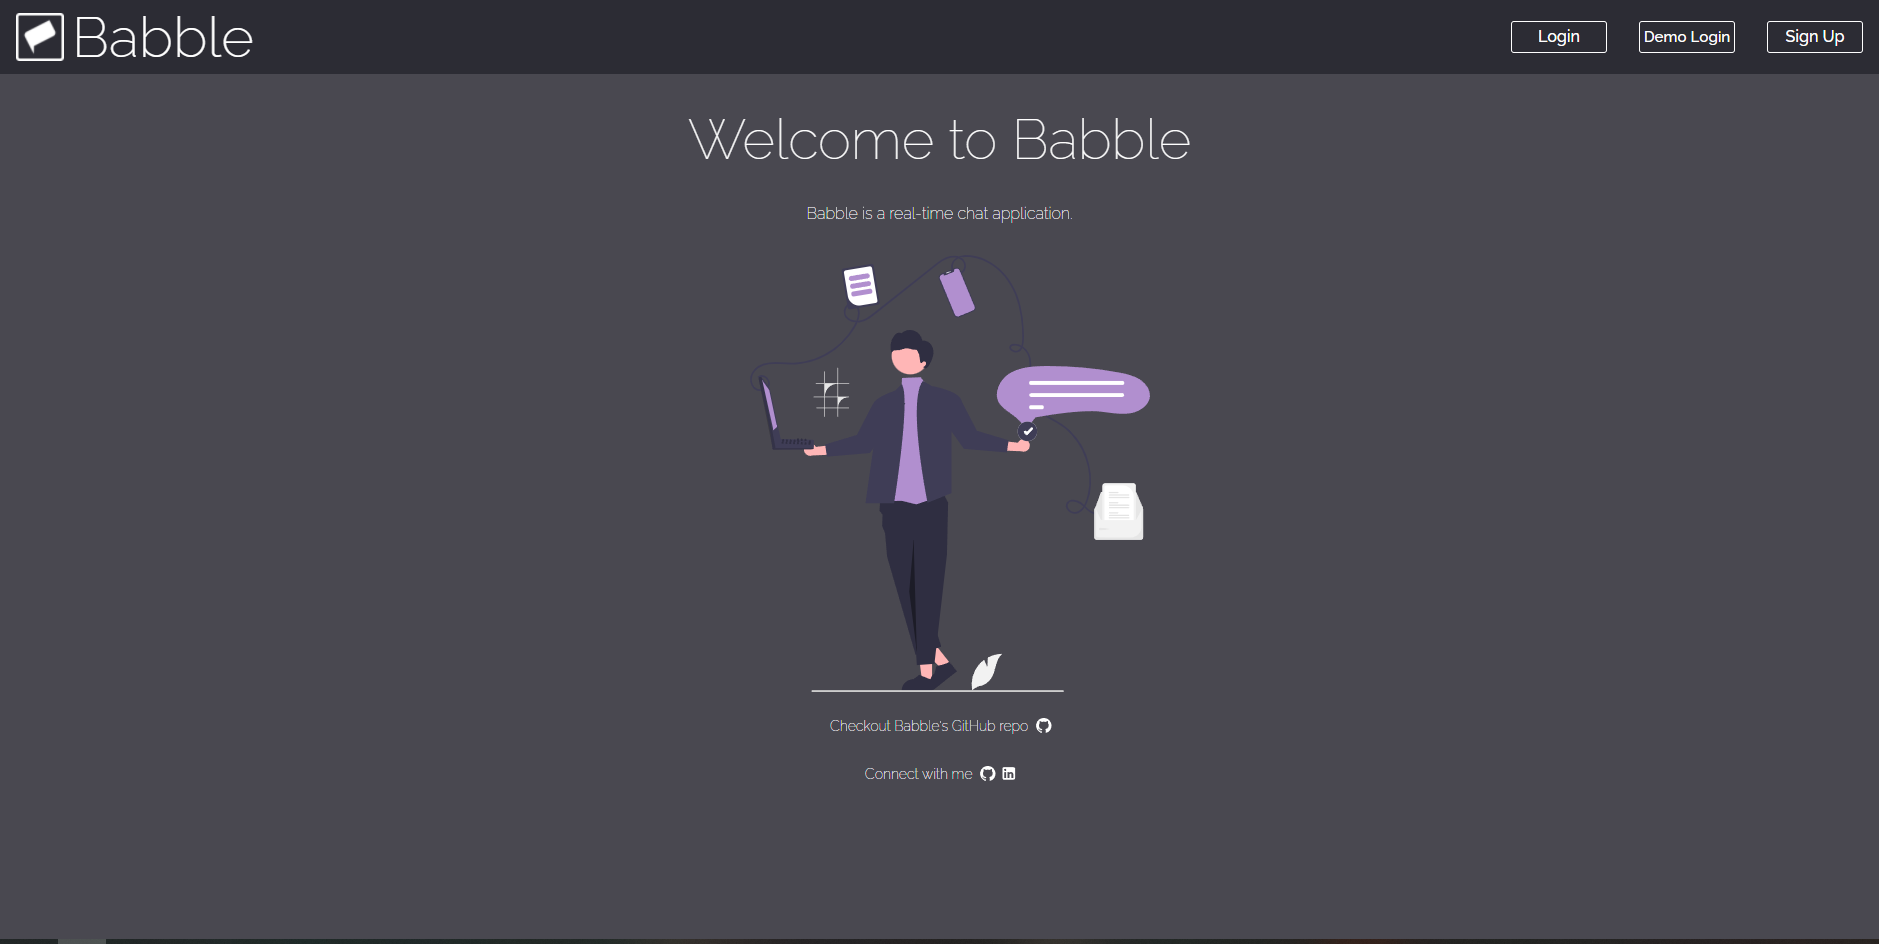 Babble
Login
Demo Login
Sign Up
Welcome to Babble
Babble is a real-time chat application.
Checkout Babble's GitHub repo
Connect with me